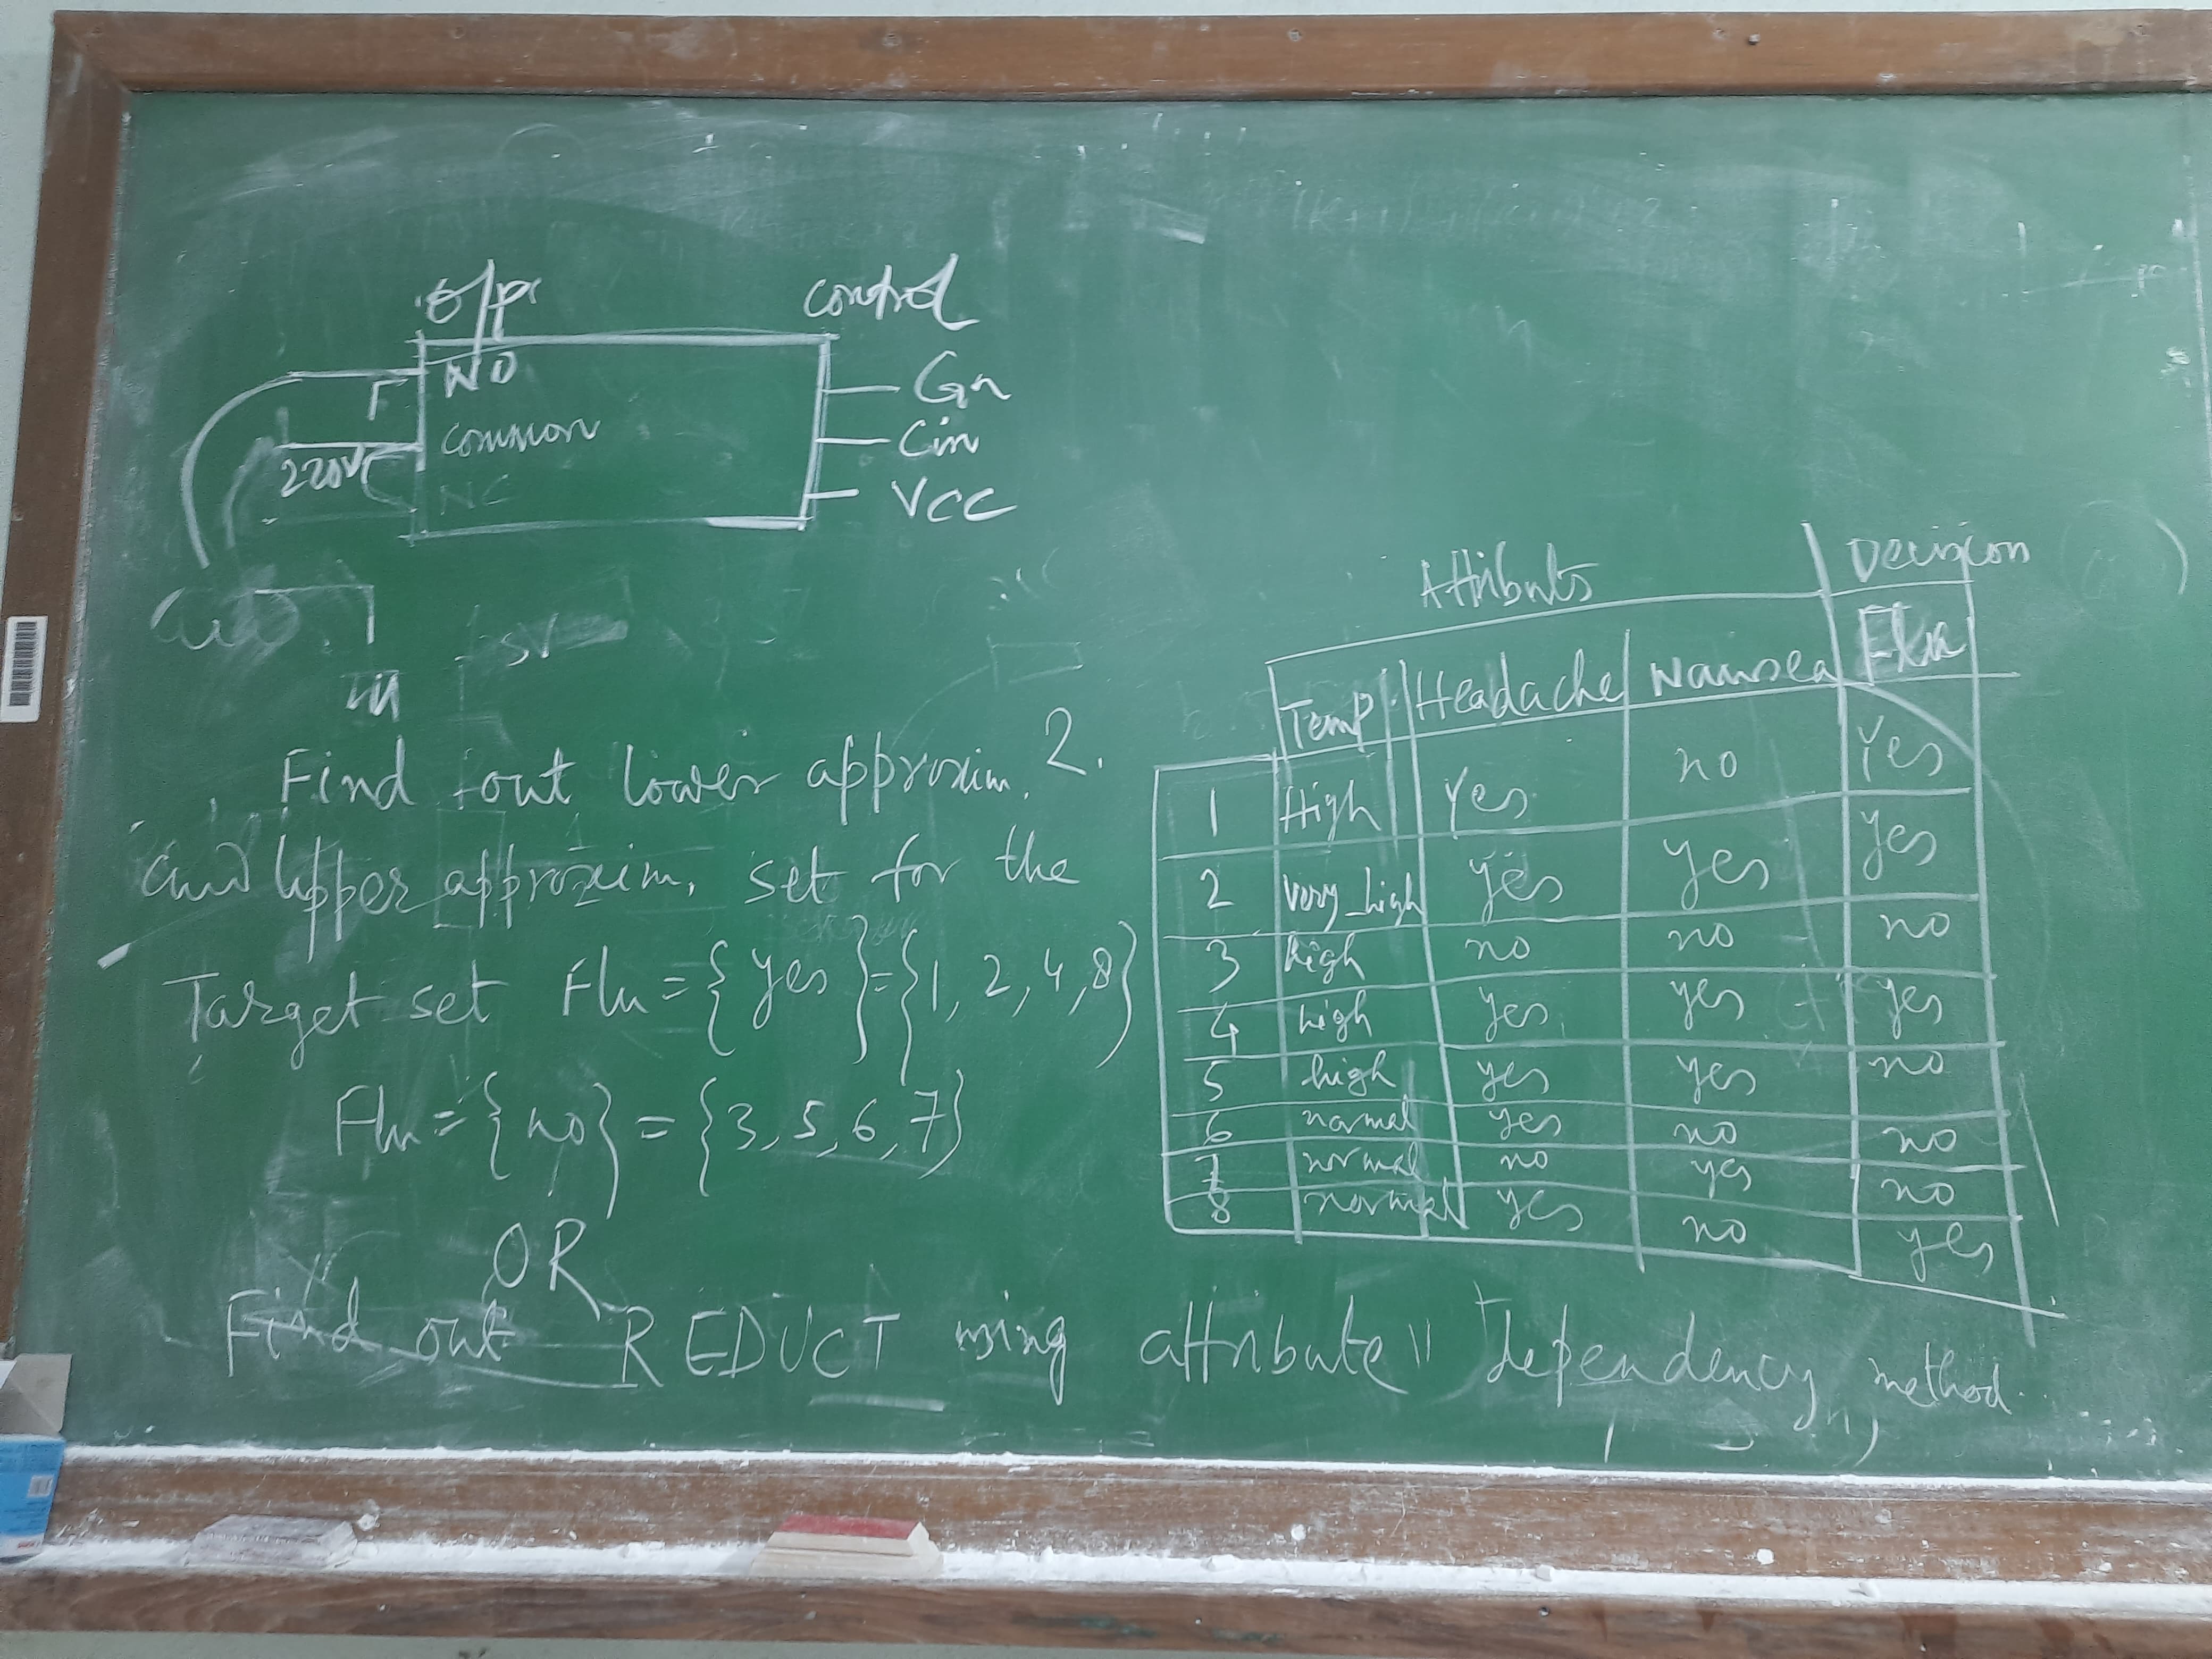 o/p
control
NO
Gn
common
Cin
220V
NC
VCC
5V
Find out lower approxim. 2.
and Upper approxim. set for the
Target set Flu = {yes} = {1, 2, 4, 8}
Flu = {no} = {3, 5, 6, 7}
OR
Find out REDUCT using attribute dependency method.
Attributs Decision
Temp. Headache Nausea Flu
1 High Yes no Yes
2 very_high yes yes yes
3 high no no no
4 high yes yes yes
5 high yes yes no
6 normal yes no no
7 normal no yes no
8 normal yes no yes